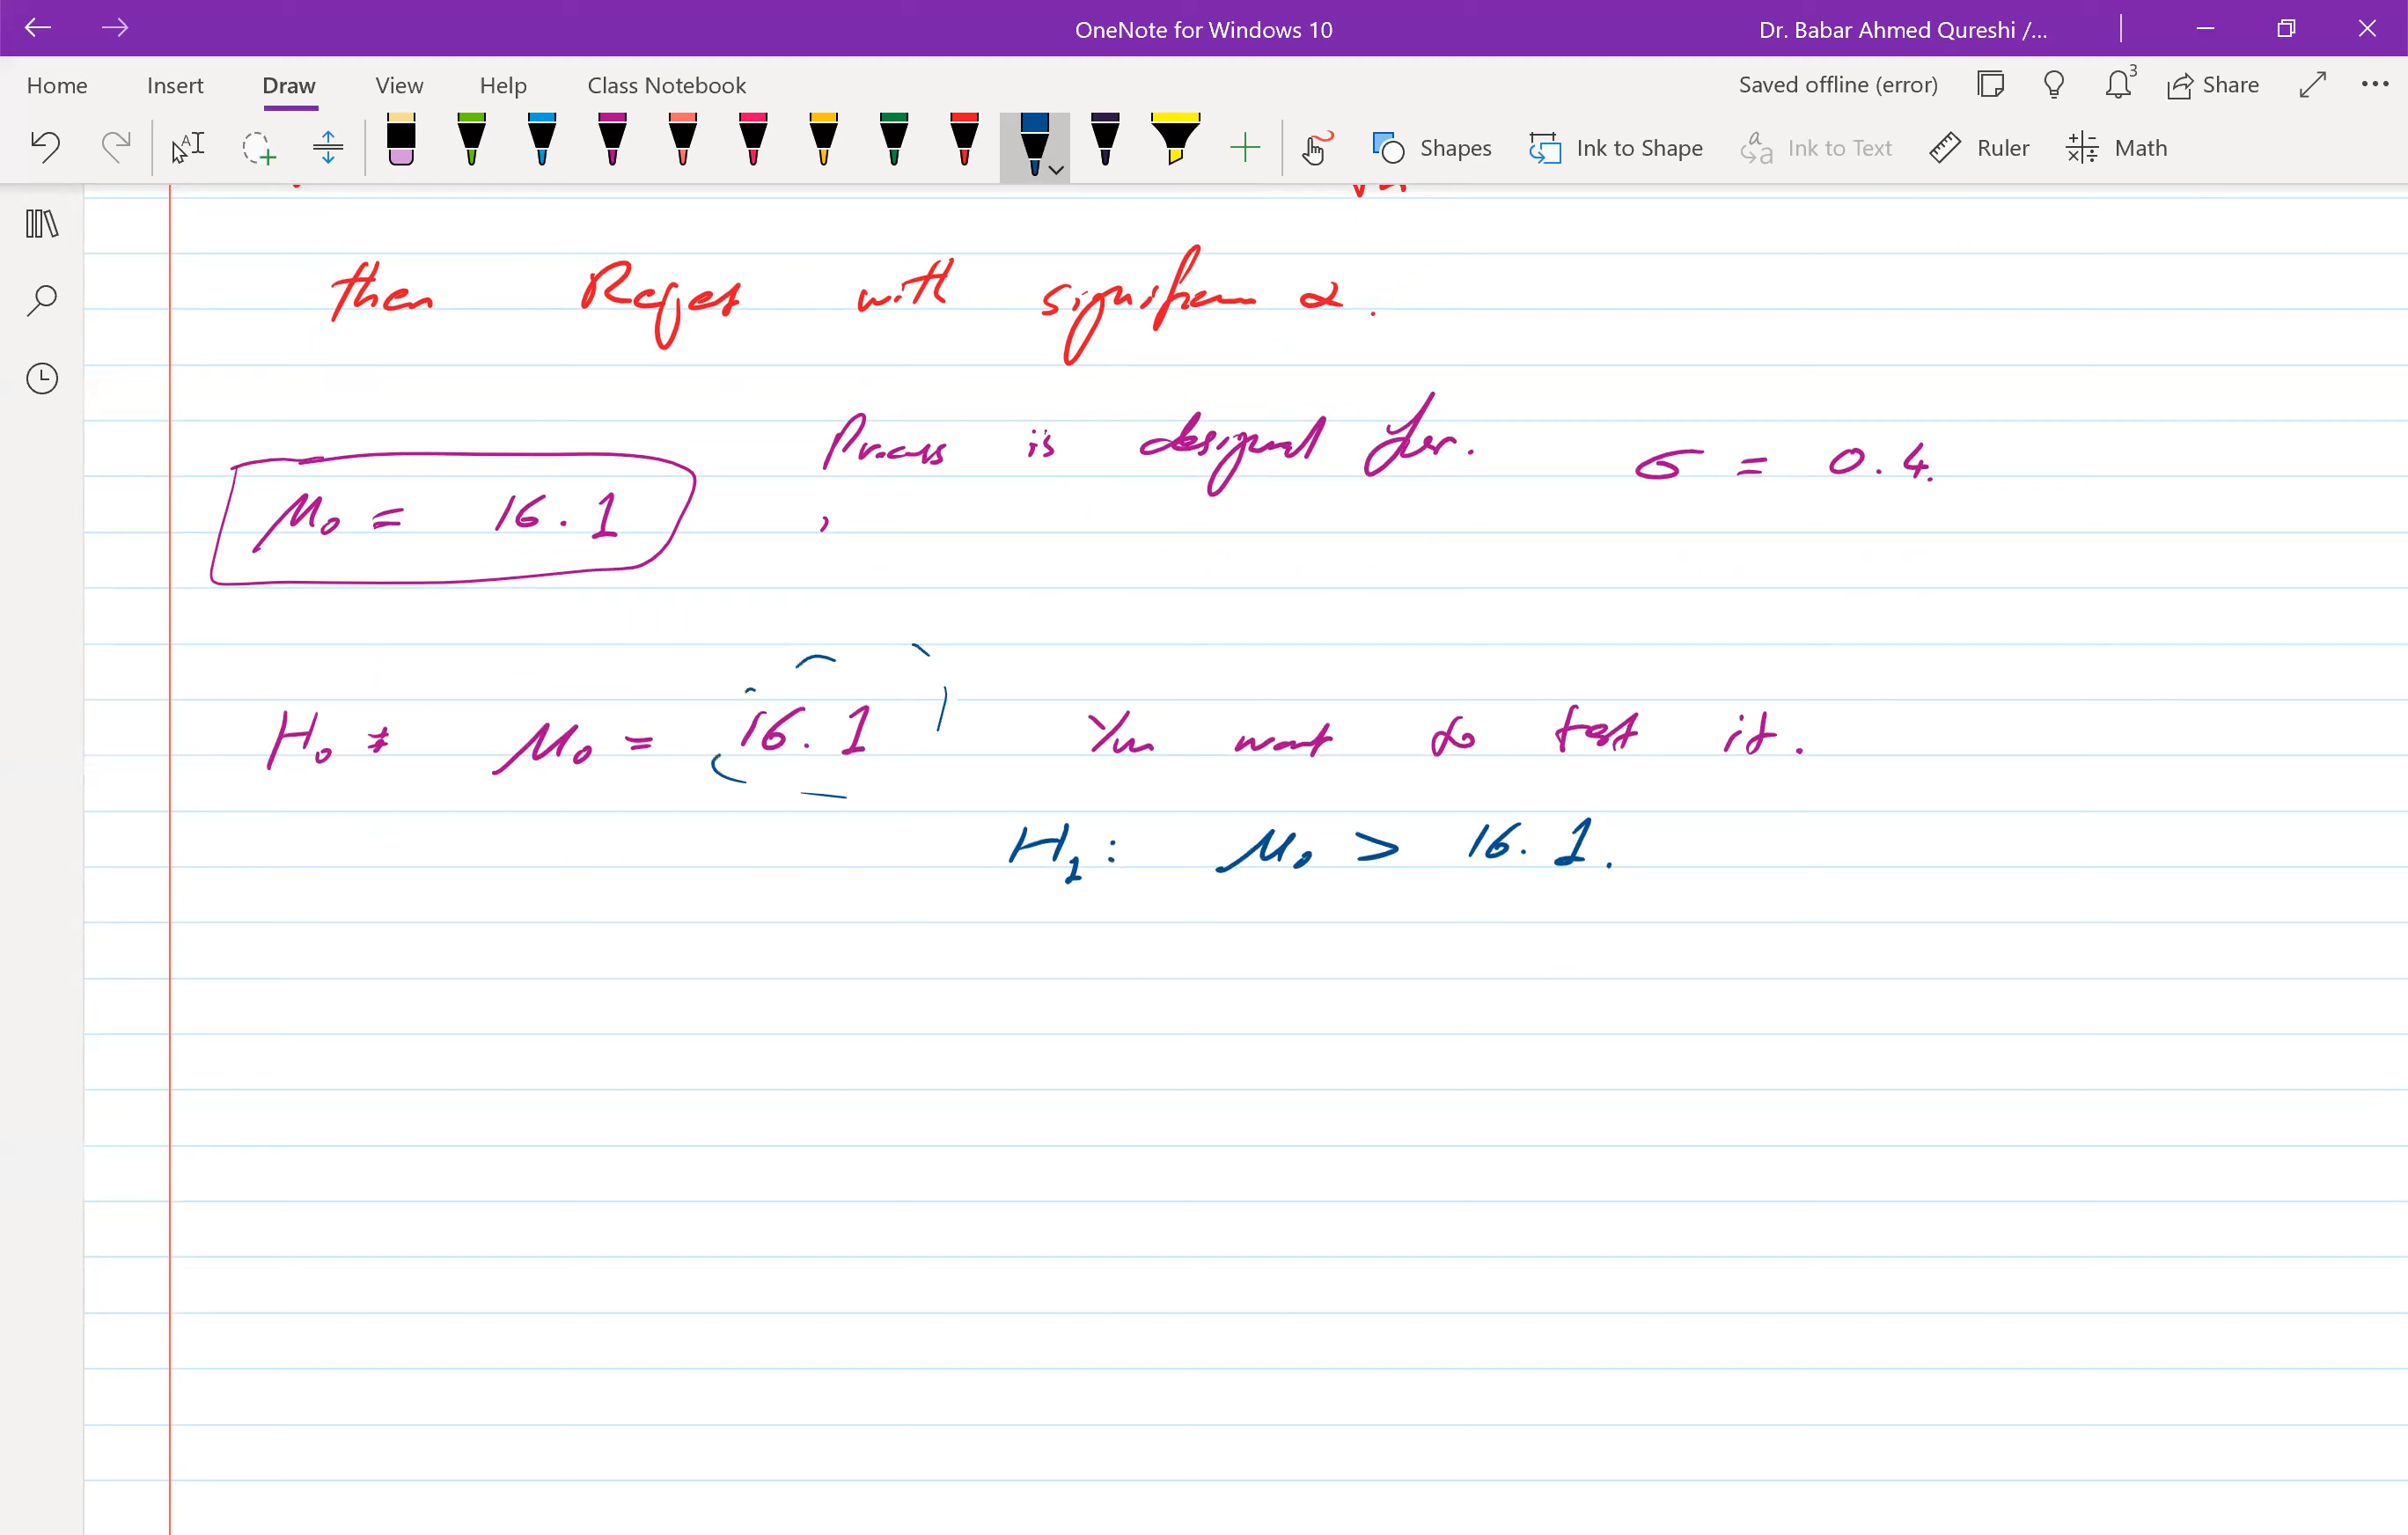 OneNote for Windows 10 Dr. Babar Ahmed Qureshi /...
Home Insert Draw View Help Class Notebook Saved offline (error) 3 Share
Shapes Ink to Shape Ink to Text Ruler Math
then Reject with α.
Process is designed for. σ = 0.4.
μ₀ = 16.1 ,
H₀ : μ₀ = 16.1 You want to test it.
H₁ : μ₀ > 16.1.